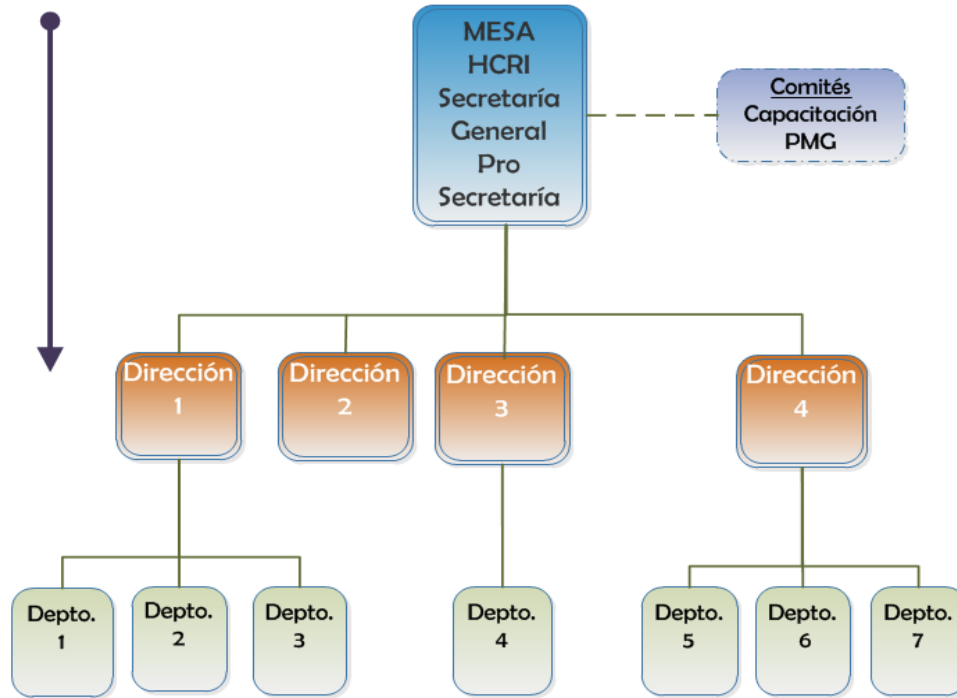 MESA
HCRI
Secretaría
General
Pro
Secretaría
Comités
Capacitación
PMG
Dirección
1
Dirección
2
Dirección
3
Dirección
4
Depto.
1
Depto.
2
Depto.
3
Depto.
4
Depto.
5
Depto.
6
Depto.
7